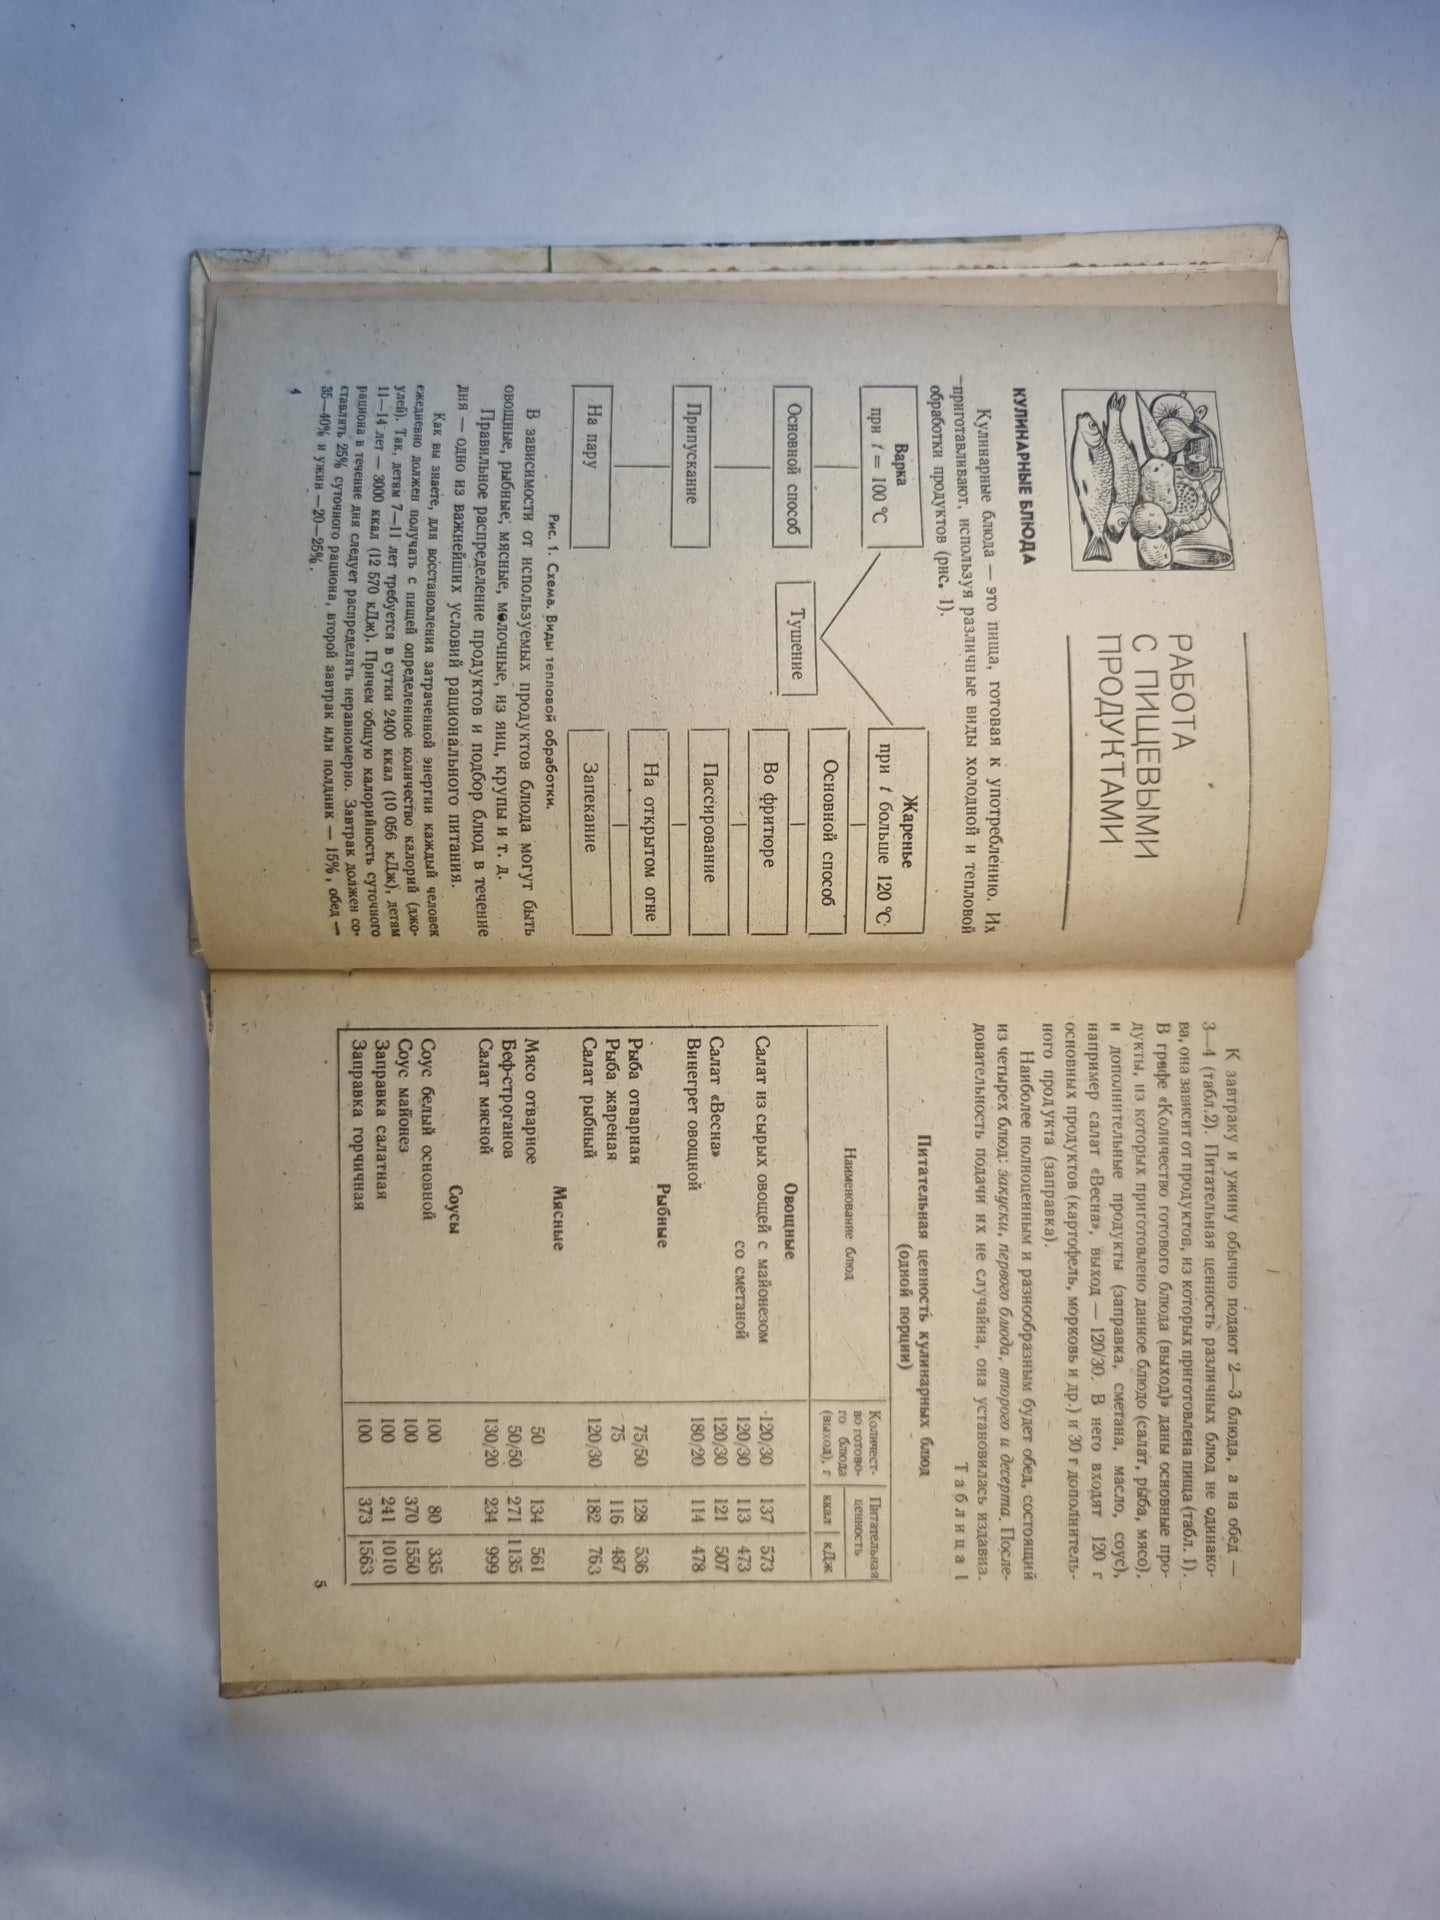 РАБОТА
С ПИЩЕВЫМИ
ПРОДУКТАМИ
КУЛИНАРНЫЕ БЛЮДА
Кулинарные блюда — это пища, готовая к употреблению. Их
приготавливают, используя различные виды холодной и тепловой
обработки продуктов (рис. 1).
Варка
при t = 100 °С
Жаренье
при t больше 120 °С
Основной способ
Тушение
Основной способ
Во фритюре
Припускание
Пассирование
На открытом огне
На пару
Запекание
Рис. 1. Схема. Виды тепловой обработки.
В зависимости от используемых продуктов блюда могут быть
овощные, рыбные, мясные, молочные, из яиц, крупы и т. д.
Правильное распределение продуктов и подбор блюд в течение
дня — одно из важнейших условий рационального питания.
Как вы знаете, для восстановления затраченной энергии каждый человек
ежедневно должен получать с пищей определенное количество калорий (джо-
улей). Так, детям 7—11 лет требуется в сутки 2400 ккал (10 056 кДж), детям
11—14 лет — 3000 ккал (12 570 кДж). Причем общую калорийность суточного
рациона в течение дня следует распределять неравномерно. Завтрак должен со-
ставлять 25% суточного рациона, второй завтрак или полдник — 15%, обед —
35—40% и ужин —20—25%.
4
К завтраку и ужину обычно подают 2—3 блюда, а на обед —
3—4 (табл.2). Питательная ценность различных блюд не одинако-
ва, она зависит от продуктов, из которых приготовлена пища (табл. 1).
В графе «Количество готового блюда (выход)» даны основные про-
дукты, из которых приготовлено данное блюдо (салат, рыба, мясо),
и дополнительные продукты (заправка, сметана, масло, соус),
например салат «Весна», выход — 120/30. В него входят 120 г
основных продуктов (картофель, морковь и др.) и 30 г дополнитель-
ного продукта (заправка).
Наиболее полноценным и разнообразным будет обед, состоящий
из четырех блюд: закуски, первого блюда, второго и десерта. После-
довательность подачи их не случайна, она установилась издавна.
Таблица 1
Питательная ценность кулинарных блюд
(одной порции)
Наименование блюд
Количест-
во готово-
го блюда
(выход), г
Питательная
ценность
ккал кДж
Овощные
Салат из сырых овощей с майонезом 120/30 137 573
со сметаной 120/30 113 473
Салат «Весна» 120/30 121 507
Винегрет овощной 180/20 114 478
Рыбные
Рыба отварная 75/50 128 536
Рыба жареная 75 116 487
Салат рыбный 120/30 182 763
Мясные
Мясо отварное 50 134 561
Беф-строганов 50/50 271 1135
Салат мясной 130/20 234 999
Соусы
Соус белый основной 100 80 335
Соус майонез 100 370 1550
Заправка салатная 100 241 1010
Заправка горчичная 100 373 1563
5